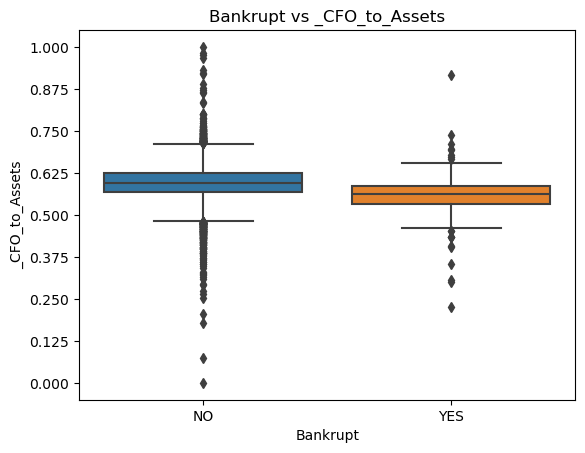 Bankrupt vs _CFO_to_Assets
_CFO_to_Assets
1.000
0.875
0.750
0.625
0.500
0.375
0.250
0.125
0.000
NO
YES
Bankrupt